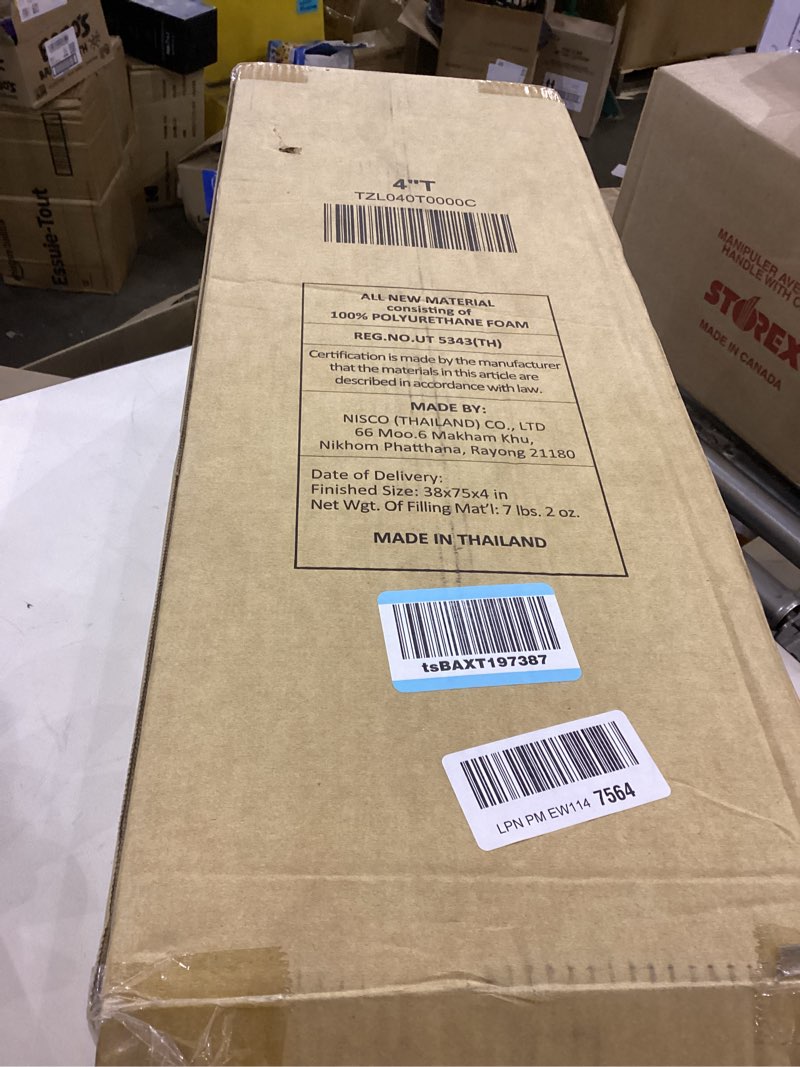 4"T
TZL040T0000C
ALL NEW MATERIAL
consisting of
100% POLYURETHANE FOAM
REG.NO.UT 5343(TH)
Certification is made by the manufacturer
that the materials in this article are
described in accordance with law.
MADE BY:
NISCO (THAILAND) CO., LTD
66 Moo.6 Makham Khu,
Nikhom Phatthana, Rayong 21180
Date of Delivery:
Finished Size: 38x75x4 in
Net Wgt. Of Filling Mat'l: 7 lbs. 2 oz.
MADE IN THAILAND
tsBAXT197387
LPN PM EW114 7564
Essuie-Tout
MANIPULER AVE
HANDLE WITH C
STOREX
MADE IN CANADA